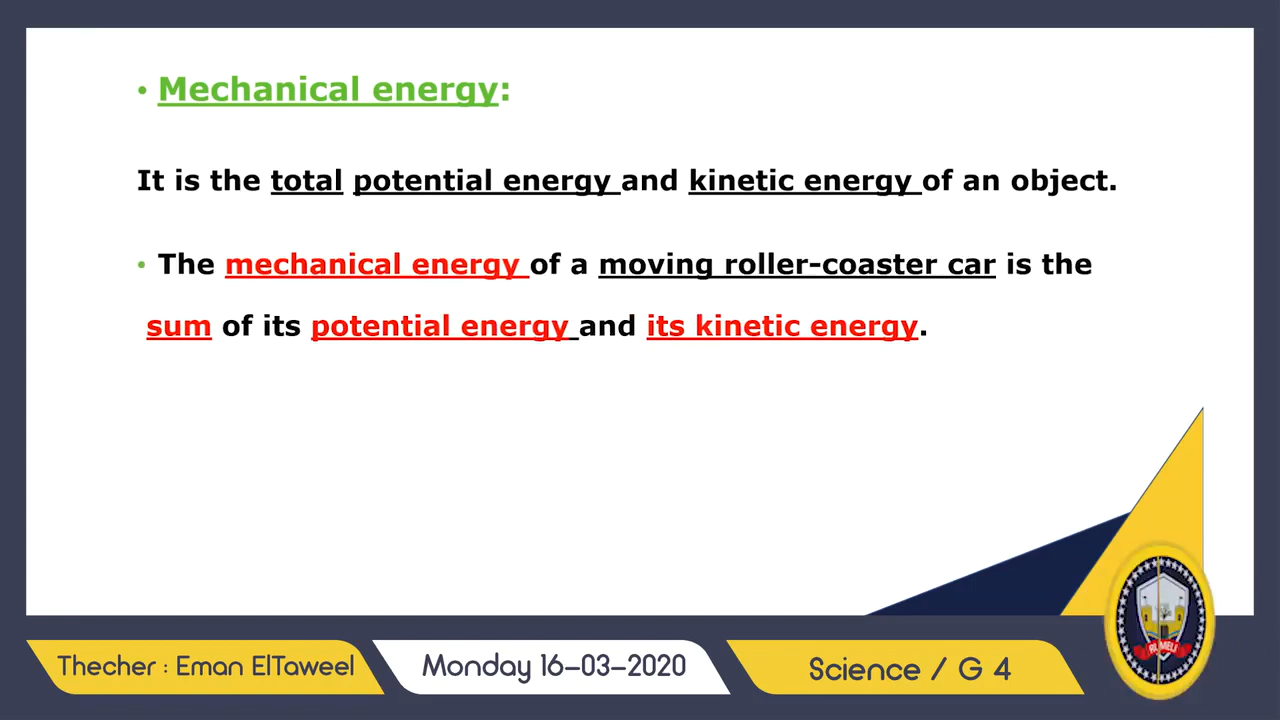 • Mechanical energy:
It is the total potential energy and kinetic energy of an object.
• The mechanical energy of a moving roller-coaster car is the
sum of its potential energy and its kinetic energy.
Thecher : Eman ElTaweel
Monday 16-03-2020
Science / G 4
RUMELI